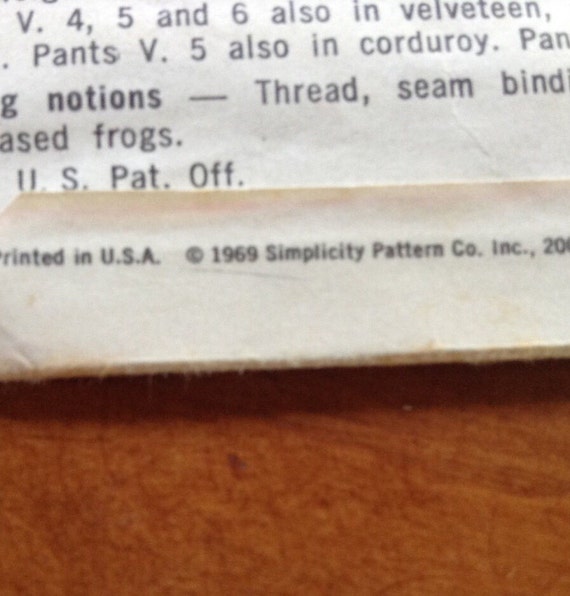 V. 4, 5 and 6 also in velveteen,
. Pants V. 5 also in corduroy. Pan
g notions — Thread, seam bindi
ased frogs.
U. S. Pat. Off.
rinted in U.S.A. © 1969 Simplicity Pattern Co. Inc., 200